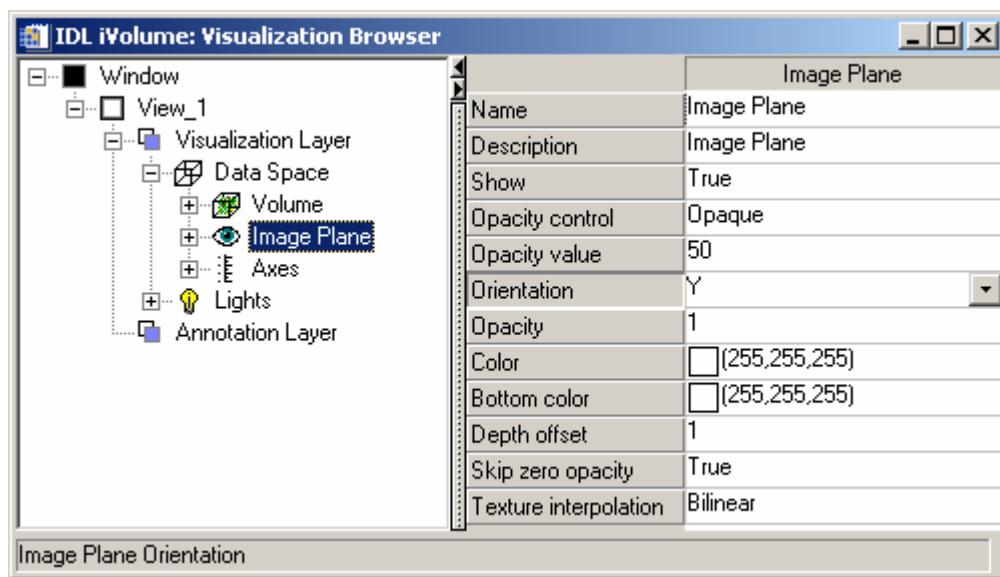 IDL iVolume: Visualization Browser
Window
View_1
Visualization Layer
Data Space
Volume
Image Plane
Axes
Lights
Annotation Layer
Image Plane
Name Image Plane
Description Image Plane
Show True
Opacity control Opaque
Opacity value 50
Orientation Y
Opacity 1
Color (255,255,255)
Bottom color (255,255,255)
Depth offset 1
Skip zero opacity True
Texture interpolation Bilinear
Image Plane Orientation